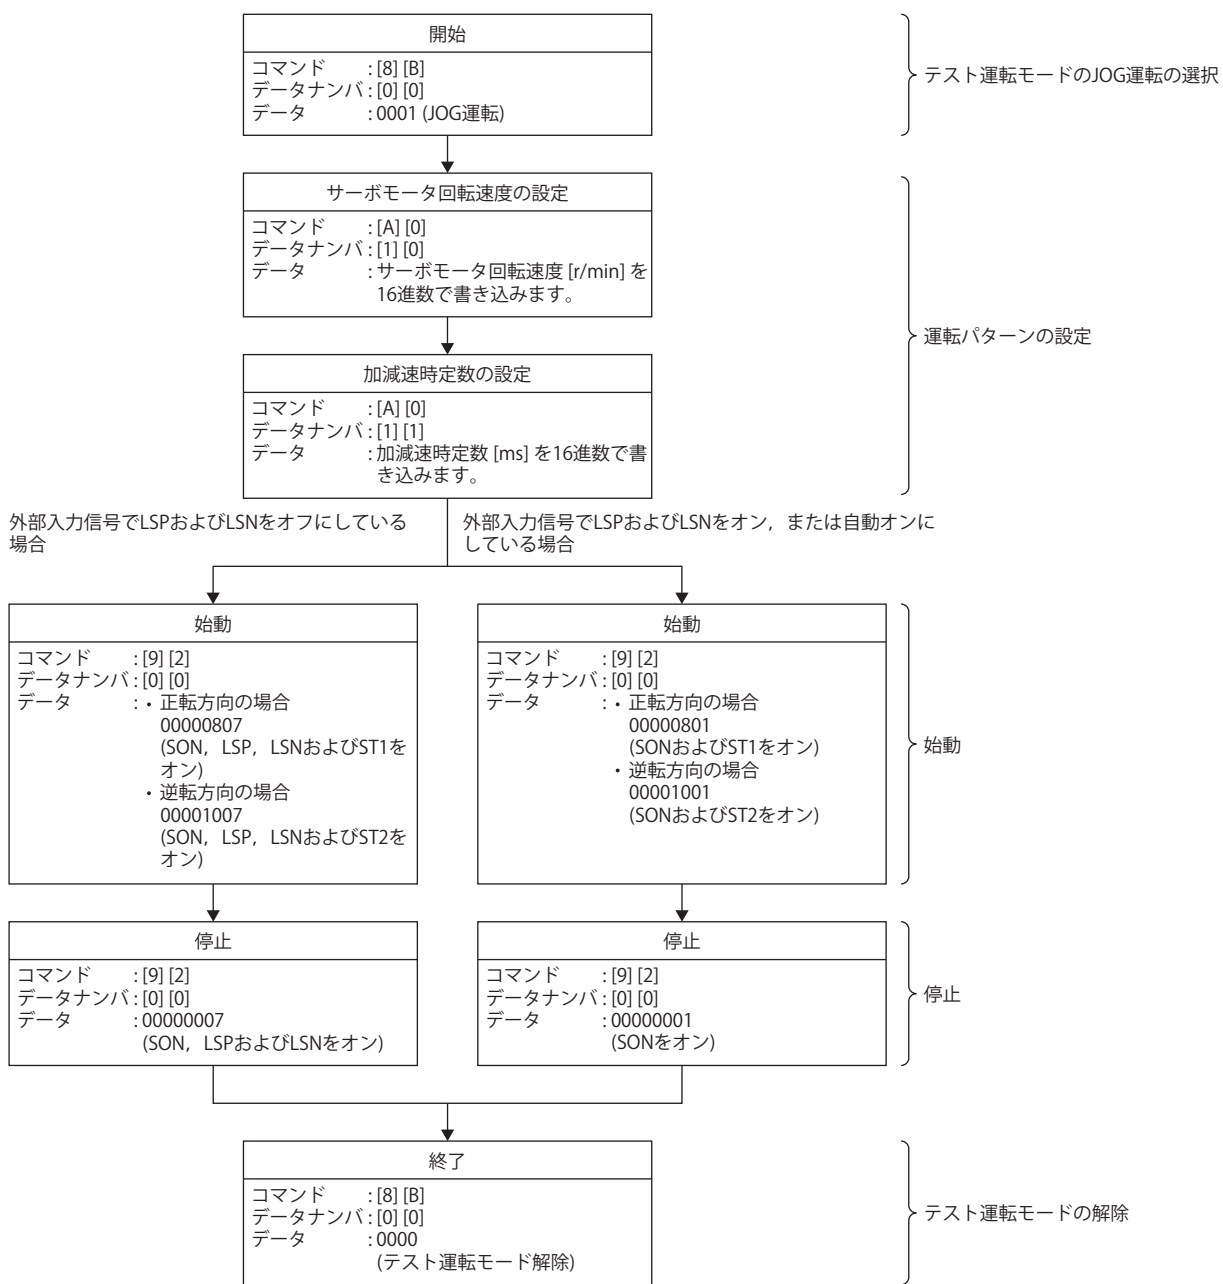 開始
コマンド : [8] [B]
データナンバ : [0] [0]
データ : 0001 (JOG運転)
テスト運転モードのJOG運転の選択
サーボモータ回転速度の設定
コマンド : [A] [0]
データナンバ : [1] [0]
データ : サーボモータ回転速度 [r/min] を
16進数で書き込みます。
運転パターンの設定
加減速時定数の設定
コマンド : [A] [0]
データナンバ : [1] [1]
データ : 加減速時定数 [ms] を16進数で書
き込みます。
外部入力信号でLSPおよびLSNをオフにしている
場合
外部入力信号でLSPおよびLSNをオン，または自動オンに
している場合
始動
コマンド : [9] [2]
データナンバ : [0] [0]
データ : ・ 正転方向の場合
00000807
(SON，LSP，LSNおよびST1を
オン)
・ 逆転方向の場合
00001007
(SON，LSP，LSNおよびST2を
オン)
始動
コマンド : [9] [2]
データナンバ : [0] [0]
データ : ・ 正転方向の場合
00000801
(SONおよびST1をオン)
・ 逆転方向の場合
00001001
(SONおよびST2をオン)
始動
停止
コマンド : [9] [2]
データナンバ : [0] [0]
データ : 00000007
(SON，LSPおよびLSNをオン)
停止
コマンド : [9] [2]
データナンバ : [0] [0]
データ : 00000001
(SONをオン)
停止
終了
コマンド : [8] [B]
データナンバ : [0] [0]
データ : 0000
(テスト運転モード解除)
テスト運転モードの解除